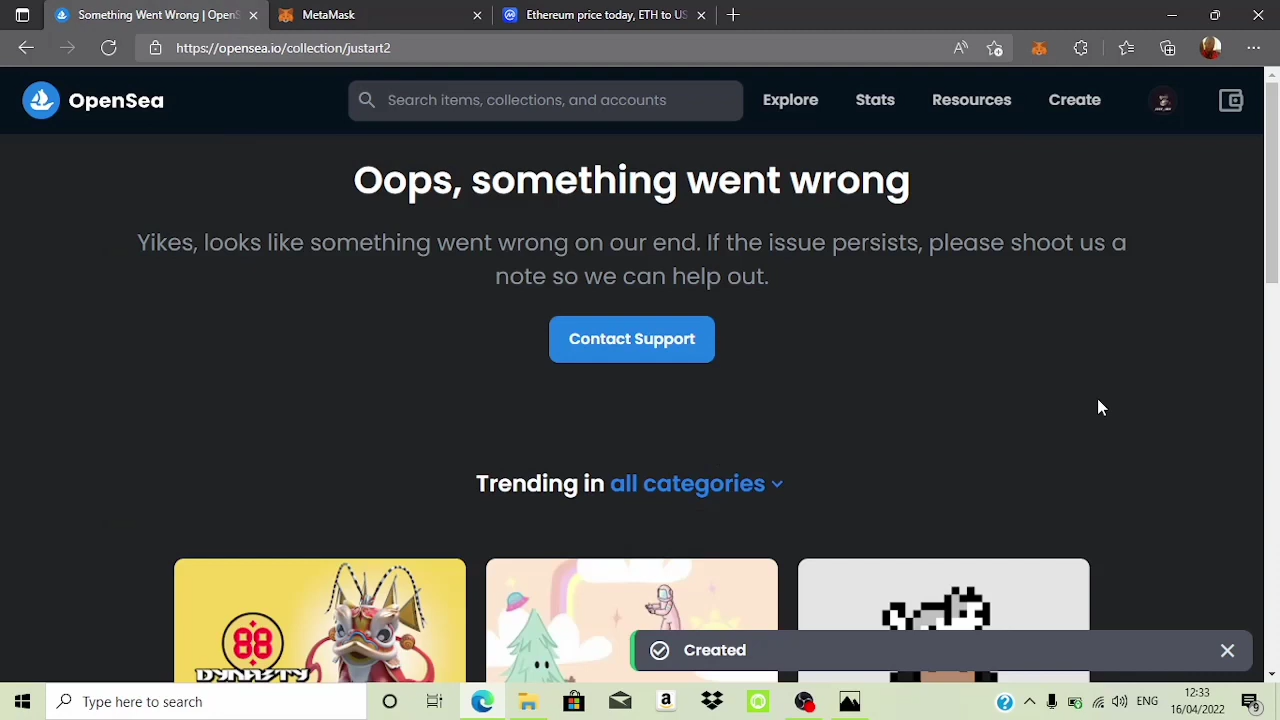 Something Went Wrong | OpenS
MetaMask
Ethereum price today, ETH to US
https://opensea.io/collection/justart2
OpenSea
Search items, collections, and accounts
Explore
Stats
Resources
Create
Oops, something went wrong
Yikes, looks like something went wrong on our end. If the issue persists, please shoot us a
note so we can help out.
Contact Support
Trending in all categories
88
DYNASTY
Created
Type here to search
ENG
12:33
16/04/2022
9